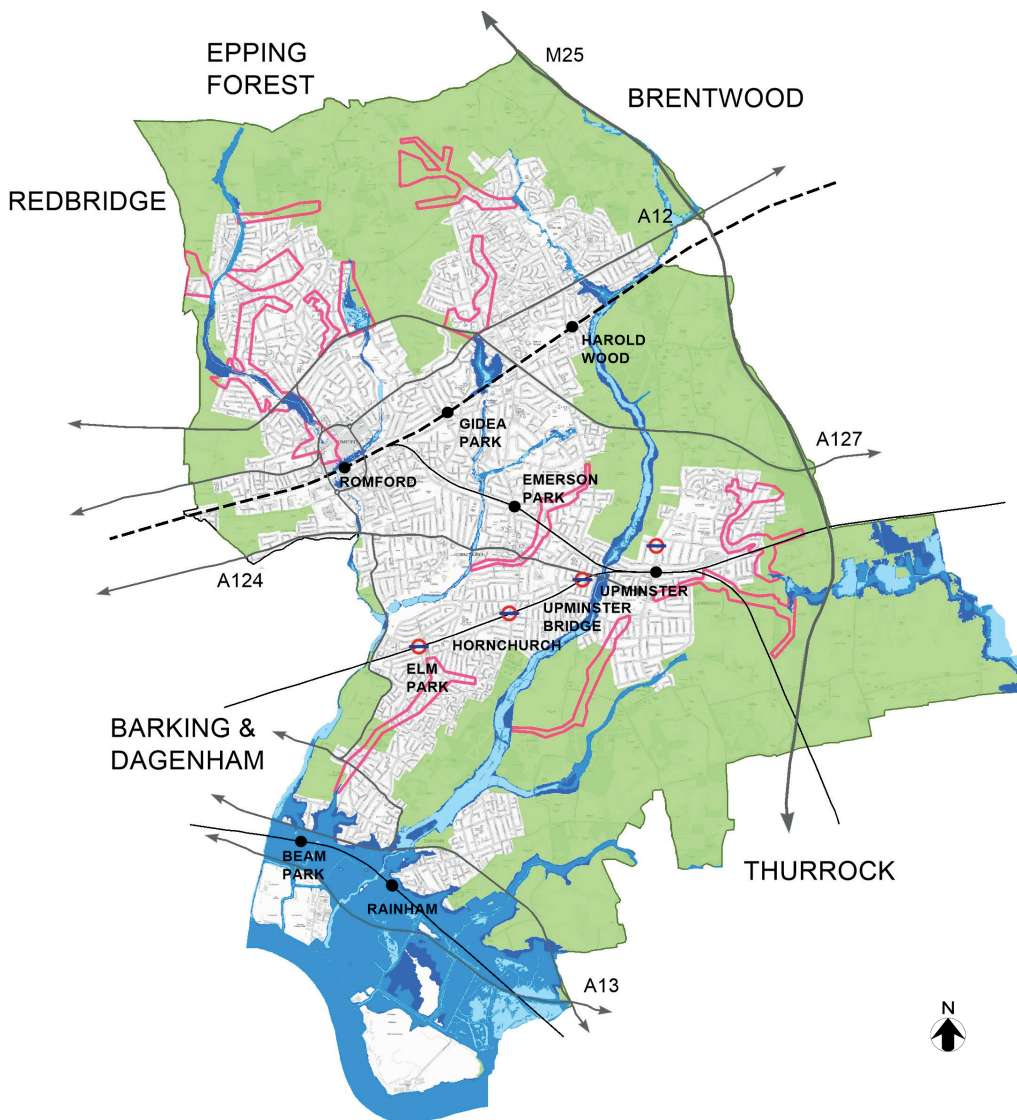 EPPING
FOREST
M25
BRENTWOOD
REDBRIDGE
A12
HAROLD
WOOD
GIDEA
PARK
A127
ROMFORD
EMERSON
PARK
A124
UPMINSTER
UPMINSTER
BRIDGE
HORNCHURCH
ELM
PARK
BARKING &
DAGENHAM
BEAM
PARK
THURROCK
RAINHAM
A13
N